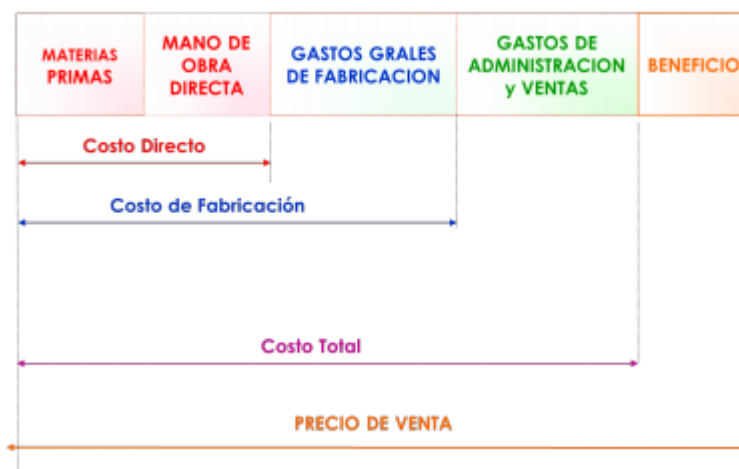 MATERIAS
PRIMAS
MANO DE
OBRA
DIRECTA
GASTOS GRALES
DE FABRICACION
GASTOS DE
ADMINISTRACION
y VENTAS
BENEFICIO
Costo Directo
Costo de Fabricación
Costo Total
PRECIO DE VENTA